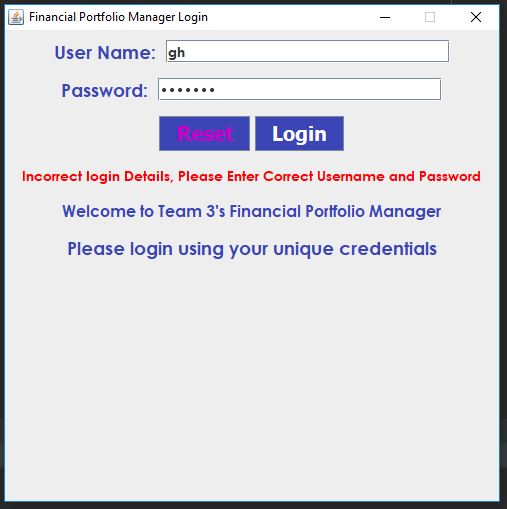 Financial Portfolio Manager Login
User Name: gh
Password: •••••••
Reset Login
Incorrect login Details, Please Enter Correct Username and Password
Welcome to Team 3's Financial Portfolio Manager
Please login using your unique credentials